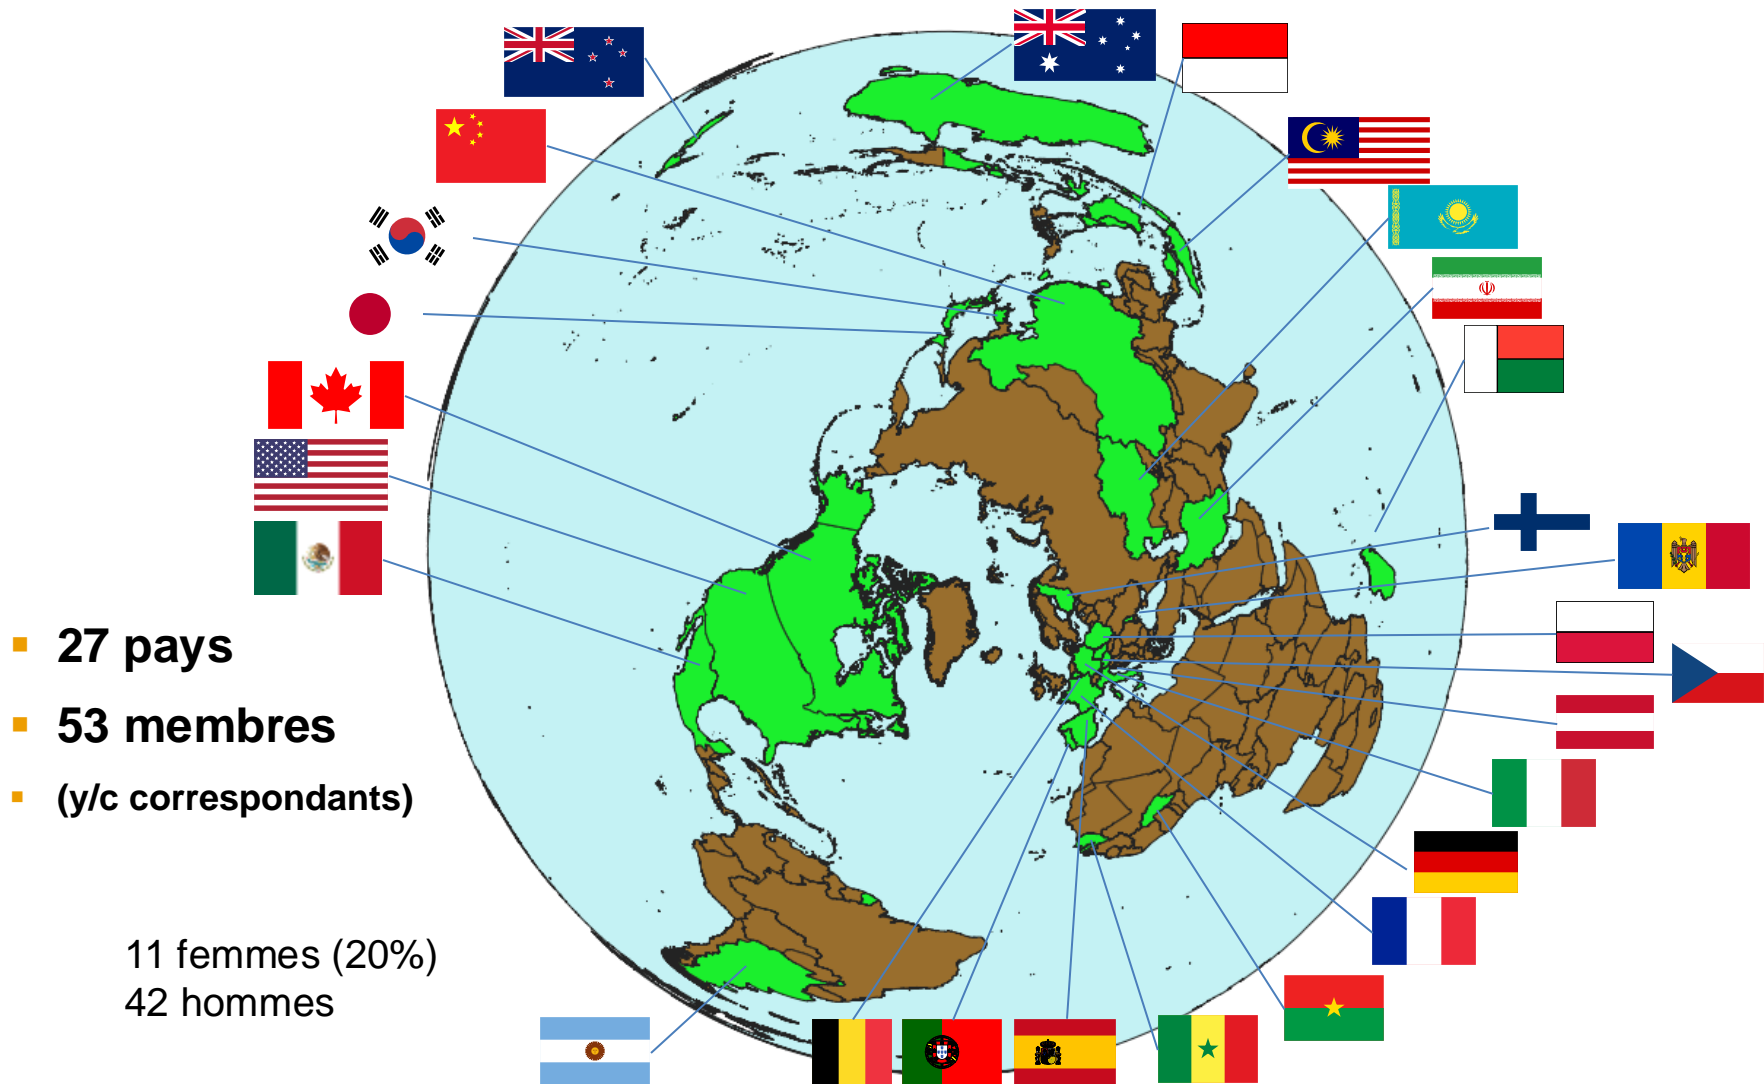 27 pays
53 membres
(y/c correspondants)
11 femmes (20%)
42 hommes